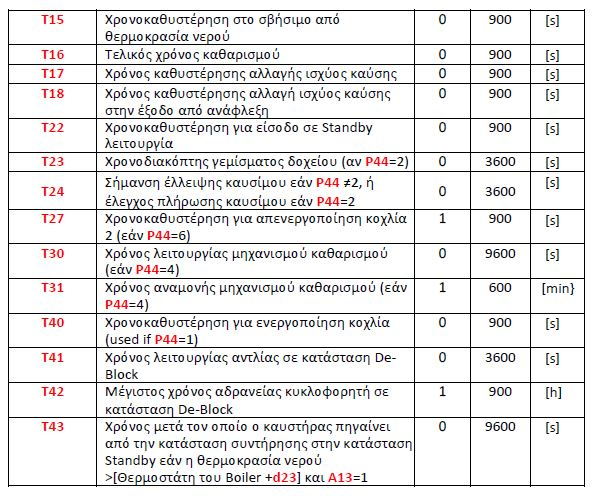 T15 Χρονοκαθυστέρηση στο σβήσιμο από 0 900 [s]
θερμοκρασία νερού
T16 Τελικός χρόνος καθαρισμού 0 900 [s]
T17 Χρόνος καθυστέρησης αλλαγής ισχύος καύσης 0 900 [s]
T18 Χρόνος καθυστέρησης αλλαγή ισχύος καύσης 0 900 [s]
στην έξοδο από ανάφλεξη
T22 Χρονοκαθυστέρηση για είσοδο σε Standby 0 900 [s]
λειτουργία
T23 Χρονοδιακόπτης γεμίσματος δοχείου (αν P44=2) 0 3600 [s]
T24 Σήμανση έλλειψης καυσίμου εάν P44 ≠2, ή 0 3600 [s]
έλεγχος πλήρωσης καυσίμου εάν P44=2
T27 Χρονοκαθυστέρηση για απενεργοποίηση κοχλία 1 900 [s]
2 (εάν P44=6)
T30 Χρόνος λειτουργίας μηχανισμού καθαρισμού 0 9600 [s]
(εάν P44=4)
T31 Χρόνος αναμονής μηχανισμού καθαρισμού (εάν 1 600 [min}
P44=4)
T40 Χρονοκαθυστέρηση για ενεργοποίηση κοχλία 0 900 [s]
(used if P44=1)
T41 Χρόνος λειτουργίας αντλίας σε κατάσταση De- 0 3600 [s]
Block
T42 Μέγιστος χρόνος αδρανείας κυκλοφορητή σε 1 900 [h]
κατάσταση De-Block
T43 Χρόνος μετά τον οποίο ο καυστήρας πηγαίνει 0 9600 [s]
από την κατάσταση συντήρησης στην κατάσταση
Standby εάν η θερμοκρασία νερού
>[Θερμοστάτη του Boiler +d23] και A13=1